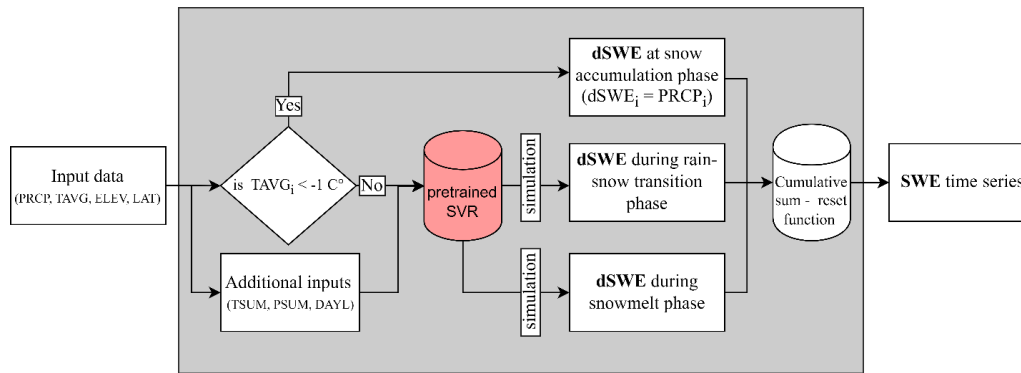 Input data
(PRCP, TAVG, ELEV, LAT)
Yes
is TAVGi < -1 C°
No
Additional inputs
(TSUM, PSUM, DAYL)
pretrained
SVR
simulation
simulation
dSWE at snow
accumulation phase
(dSWEi = PRCPi)
dSWE during rain-
snow transition
phase
dSWE during
snowmelt phase
Cumulative
sum - reset
function
SWE time series